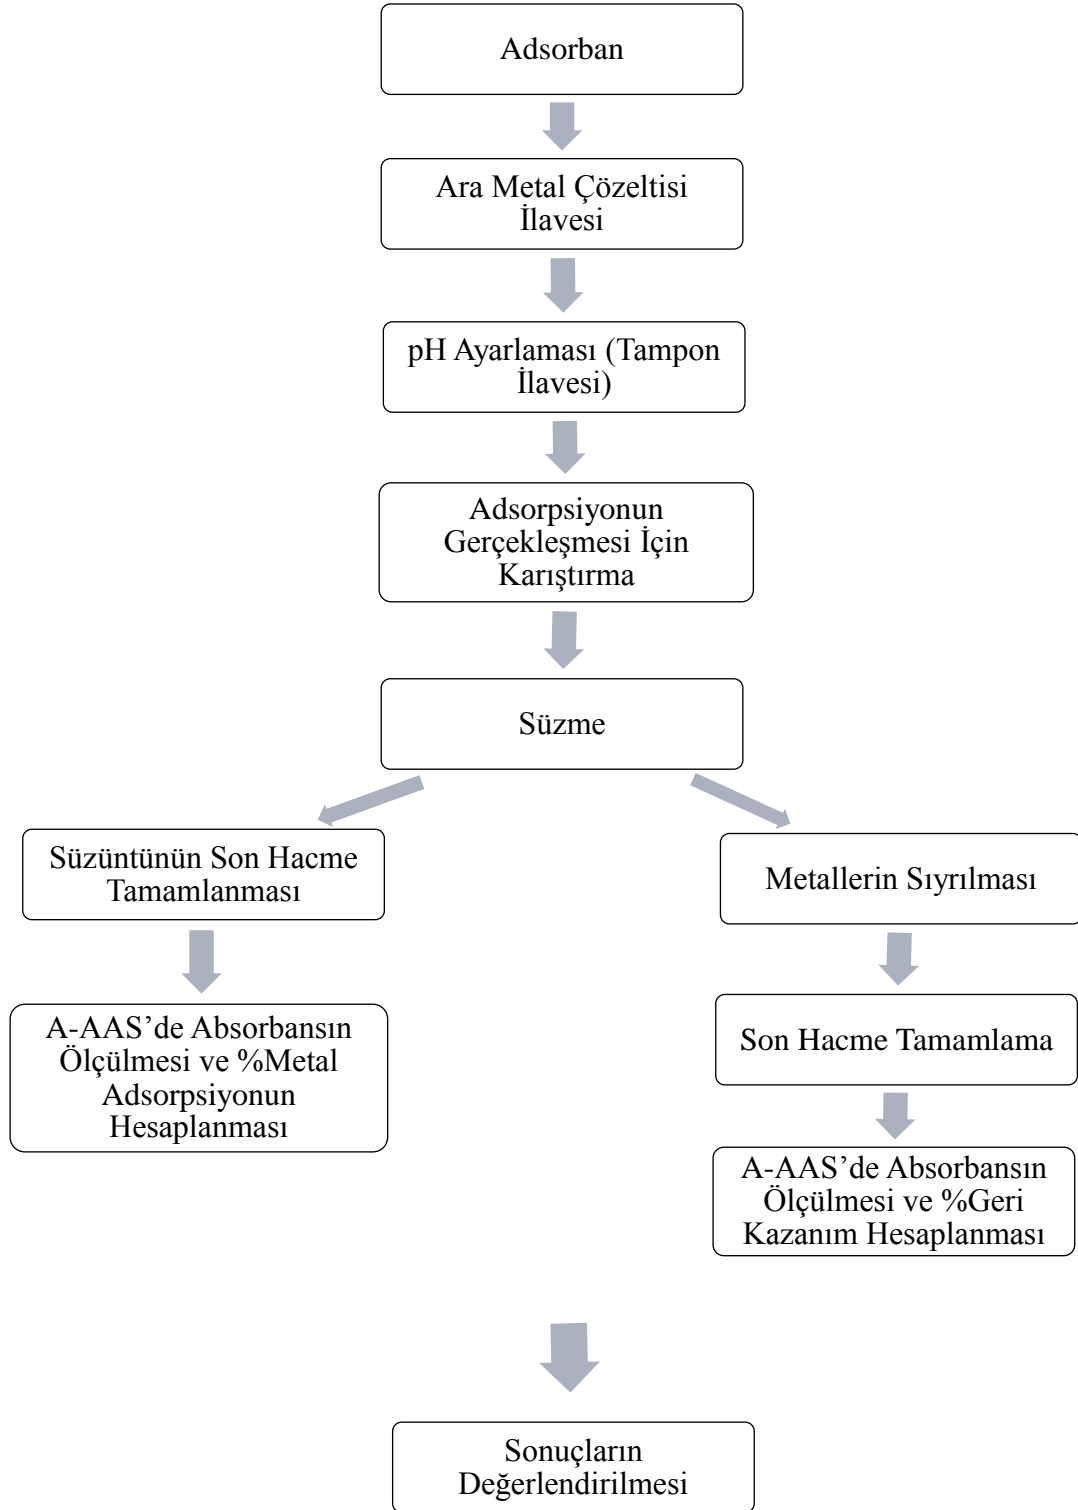 Adsorban
Ara Metal Çözeltisi
İlavesi
pH Ayarlaması (Tampon
İlavesi)
Adsorpsiyonun
Gerçekleşmesi İçin
Karıştırma
Süzme
Süzüntünün Son Hacme
Tamamlanması
A-AAS’de Absorbansın
Ölçülmesi ve %Metal
Adsorpsiyonun
Hesaplanması
Metallerin Sıyrılması
Son Hacme Tamamlama
A-AAS’de Absorbansın
Ölçülmesi ve %Geri
Kazanım Hesaplanması
Sonuçların
Değerlendirilmesi